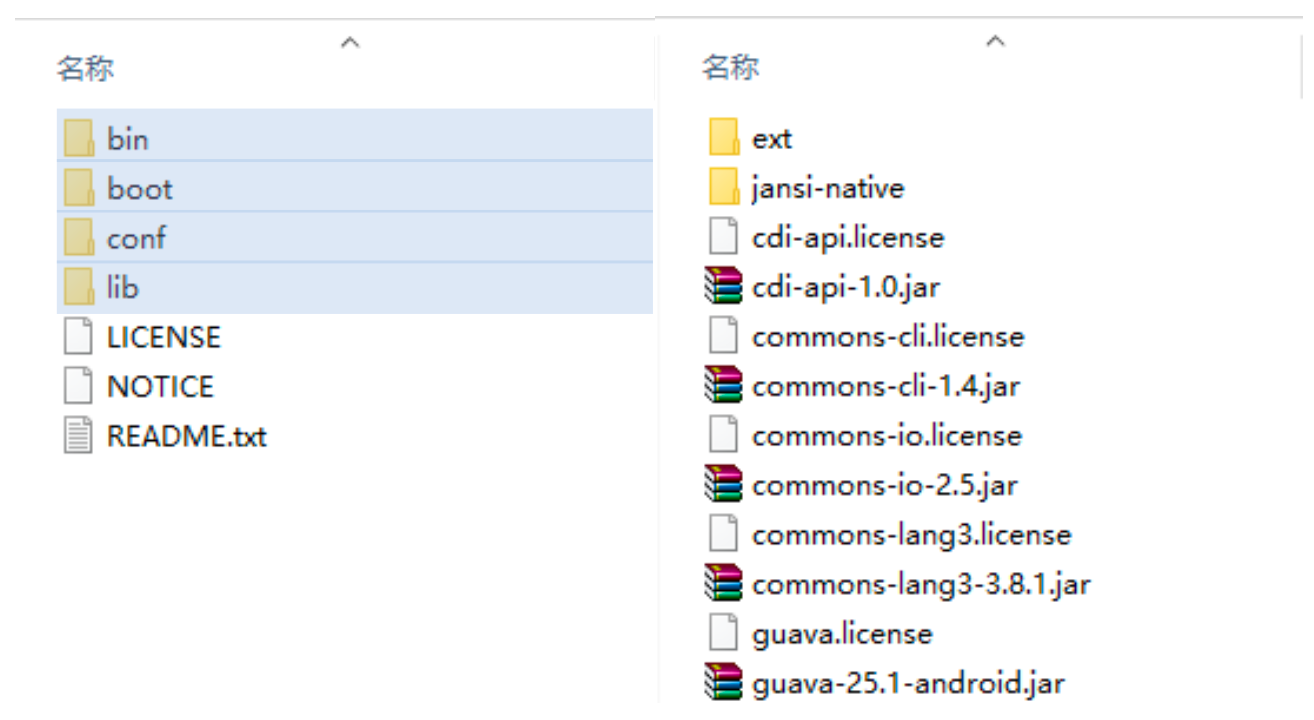 名称
bin
boot
conf
lib
LICENSE
NOTICE
README.txt
名称
ext
jansi-native
cdi-api.license
cdi-api-1.0.jar
commons-cli.license
commons-cli-1.4.jar
commons-io.license
commons-io-2.5.jar
commons-lang3.license
commons-lang3-3.8.1.jar
guava.license
guava-25.1-android.jar